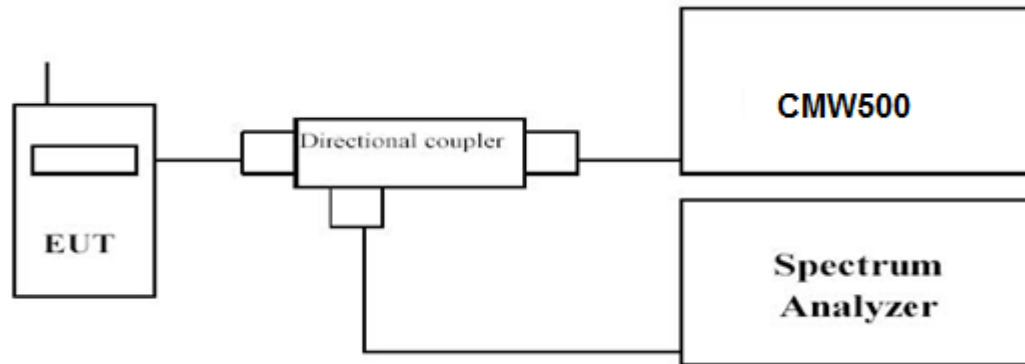 CMW500
Directional coupler
EUT
Spectrum
Analyzer